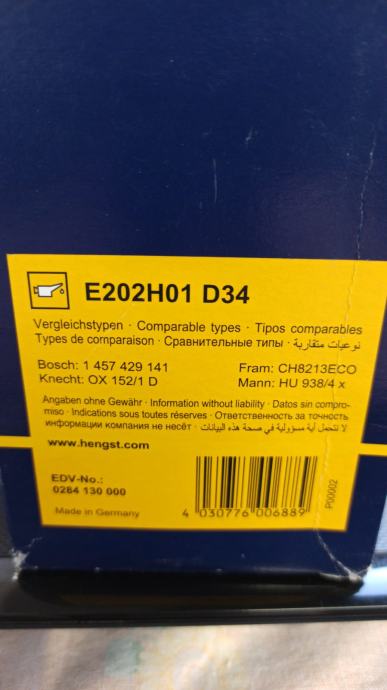 E202H01 D34
Vergleichstypen · Comparable types · Tipos comparables
Types de comparaison · Сравнительные типы · نوعيات متقاربة
Bosch: 1 457 429 141 Fram: CH8213ECO
Knecht: OX 152/1 D Mann: HU 938/4 x
Angaben ohne Gewähr · Information without liability · Datos sin compro-
miso · Indications sous toutes réserves · Ответственность за точность
информации компания не несёт · لا نتحمل أية مسؤولية في صحة هذه البيانات
www.hengst.com
EDV-No.:
0284 130 000
Made in Germany
4 030776 006889
P00002